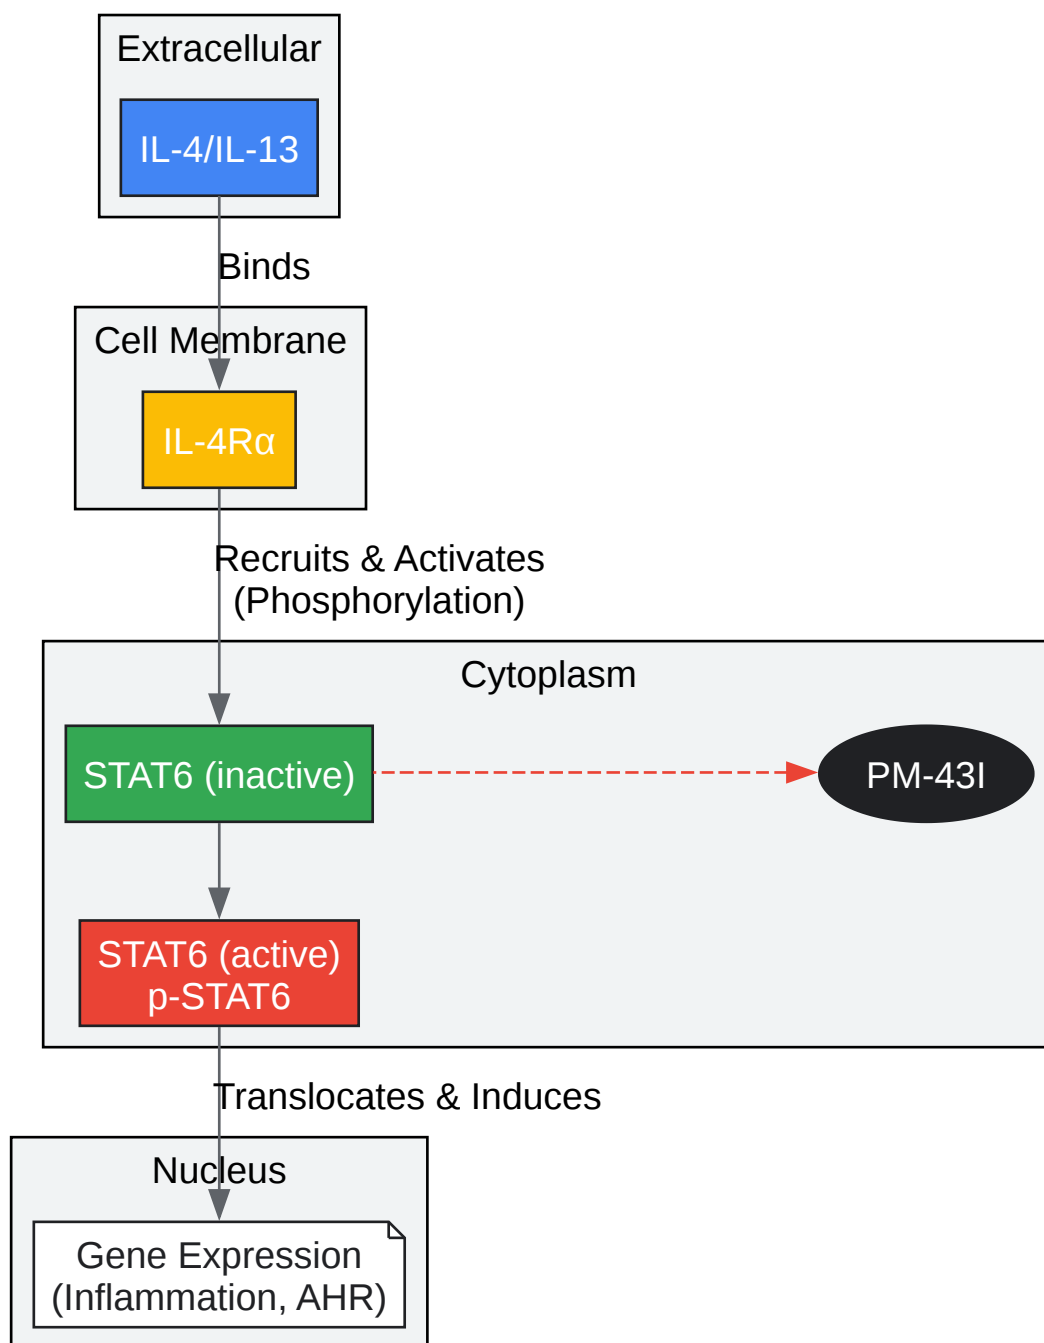 Extracellular
IL-4/IL-13
Binds
Cell Membrane
IL-4Rα
Recruits & Activates
(Phosphorylation)
Cytoplasm
STAT6 (inactive)
PM-43I
STAT6 (active)
p-STAT6
Translocates & Induces
Nucleus
Gene Expression
(Inflammation, AHR)